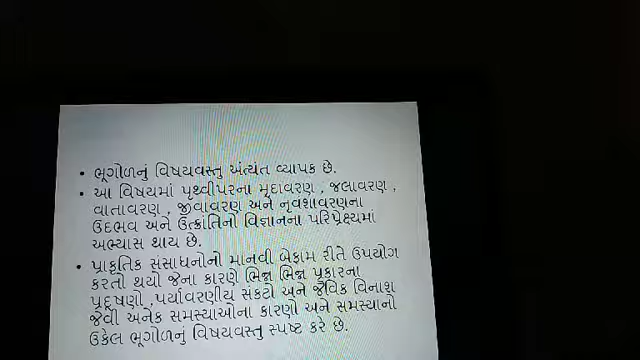 • ભૂગોળનું વિષયવસ્તુ અંત્યંત વ્યાપક છે.
• આ વિષયમાં પૃથ્વીપરના મૃદાવરણ , જલાવરણ ,
વાતાવરણ , જીવાવરણ અને નૃવશાવરણના
ઉદભવ અને ઉત્ક્રાંતિનો વિજ્ઞાનના પરિપ્રેક્ષ્યમાં
અભ્યાસ થાય છે.
• પ્રાકૃતિક સંસાધનોનો માનવી બેફામ રીતે ઉપયોગ
કરતો થયો જેના કારણે ભિન્ન ભિન્ન પ્રકારના
પ્રદૂષણો ,પર્યાવરણીય સંકટો અને જૈવિક વિનાશ
જેવી અનેક સમસ્યાઓના કારણો અને સમસ્યાનો
ઉકેલ ભૂગોળનું વિષયવસ્તુ સ્પષ્ટ કરે છે.